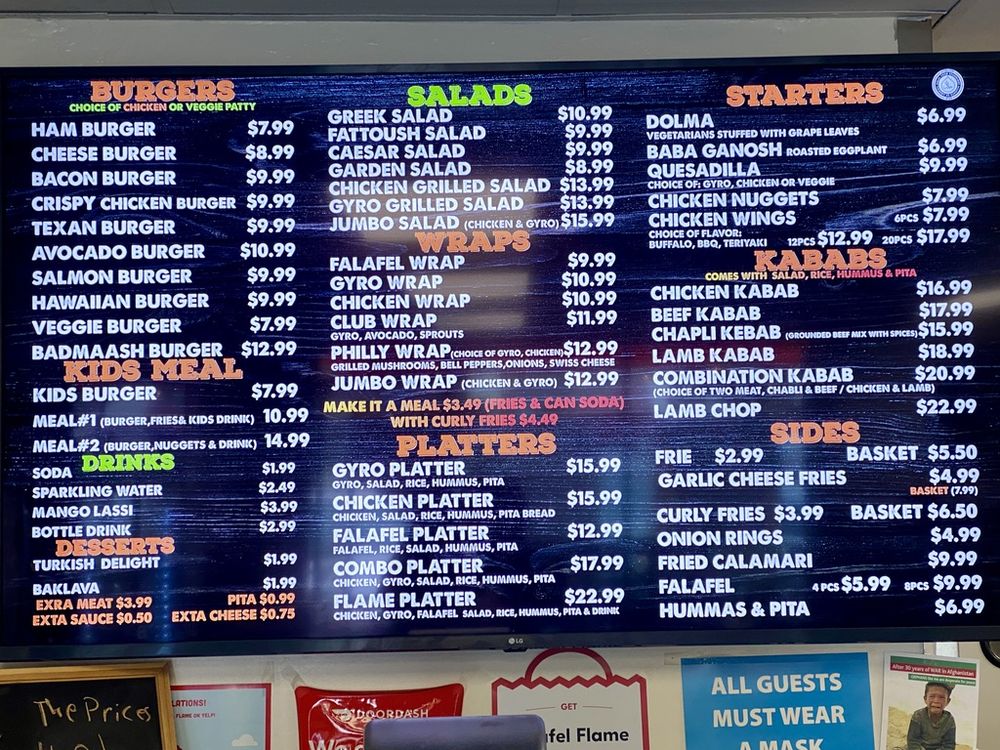 BURGERS
CHOICE OF CHICKEN OR VEGGIE PATTY
HAM BURGER $7.99
CHEESE BURGER $8.99
BACON BURGER $9.99
CRISPY CHICKEN BURGER $9.99
TEXAN BURGER $9.99
AVOCADO BURGER $10.99
SALMON BURGER $9.99
HAWAIIAN BURGER $9.99
VEGGIE BURGER $7.99
BADMAASH BURGER $12.99
KIDS MEAL
KIDS BURGER $7.99
MEAL#1 (BURGER,FRIES& KIDS DRINK) 10.99
MEAL#2 (BURGER,NUGGETS & DRINK) 14.99
DRINKS
SODA $1.99
SPARKLING WATER $2.49
MANGO LASSI $3.99
BOTTLE DRINK $2.99
DESSERTS
TURKISH DELIGHT $1.99
BAKLAVA $1.99
EXRA MEAT $3.99 PITA $0.99
EXTA SAUCE $0.50 EXTA CHEESE $0.75
SALADS
GREEK SALAD $10.99
FATTOUSH SALAD $9.99
CAESAR SALAD $9.99
GARDEN SALAD $8.99
CHICKEN GRILLED SALAD $13.99
GYRO GRILLED SALAD $13.99
JUMBO SALAD (CHICKEN & GYRO) $15.99
WRAPS
FALAFEL WRAP $9.99
GYRO WRAP $10.99
CHICKEN WRAP $10.99
CLUB WRAP $11.99
GYRO, AVOCADO, SPROUTS
PHILLY WRAP (CHOICE OF GYRO, CHICKEN) $12.99
GRILLED MUSHROOMS, BELL PEPPERS,ONIONS, SWISS CHEESE
JUMBO WRAP (CHICKEN & GYRO) $12.99
MAKE IT A MEAL $3.49 (FRIES & CAN SODA)
WITH CURLY FRIES $4.49
PLATTERS
GYRO PLATTER $15.99
GYRO, SALAD, RICE, HUMMUS, PITA
CHICKEN PLATTER $15.99
CHICKEN, SALAD, RICE, HUMMUS, PITA BREAD
FALAFEL PLATTER $12.99
FALAFEL, RICE, SALAD, HUMMUS, PITA
COMBO PLATTER $17.99
CHICKEN, GYRO, SALAD, RICE, HUMMUS, PITA
FLAME PLATTER $22.99
CHICKEN, GYRO, FALAFEL SALAD, RICE, HUMMUS, PITA & DRINK
STARTERS
DOLMA $6.99
VEGETARIANS STUFFED WITH GRAPE LEAVES
BABA GANOSH ROASTED EGGPLANT $6.99
QUESADILLA $9.99
CHOICE OF: GYRO, CHICKEN OR VEGGIE
CHICKEN NUGGETS $7.99
CHICKEN WINGS 6PCS $7.99
CHOICE OF FLAVOR:
BUFFALO, BBQ, TERIYAKI 12PCS $12.99 20PCS $17.99
KABABS
COMES WITH SALAD, RICE, HUMMUS & PITA
CHICKEN KABAB $16.99
BEEF KABAB $17.99
CHAPLI KEBAB (GROUNDED BEEF MIX WITH SPICES) $15.99
LAMB KABAB $18.99
COMBINATION KABAB $20.99
(CHOICE OF TWO MEAT, CHABLI & BEEF / CHICKEN & LAMB)
LAMB CHOP $22.99
SIDES
FRIE $2.99 BASKET $5.50
GARLIC CHEESE FRIES $4.99
BASKET (7.99)
CURLY FRIES $3.99 BASKET $6.50
ONION RINGS $4.99
FRIED CALAMARI $9.99
FALAFEL 4 PCS $5.99 8PCS $9.99
HUMMAS & PITA $6.99
LG
The Prices
DOORDASH
GET
fel Flame
ALL GUESTS
MUST WEAR
A MASK
After 30 years of WAR in Afghanistan